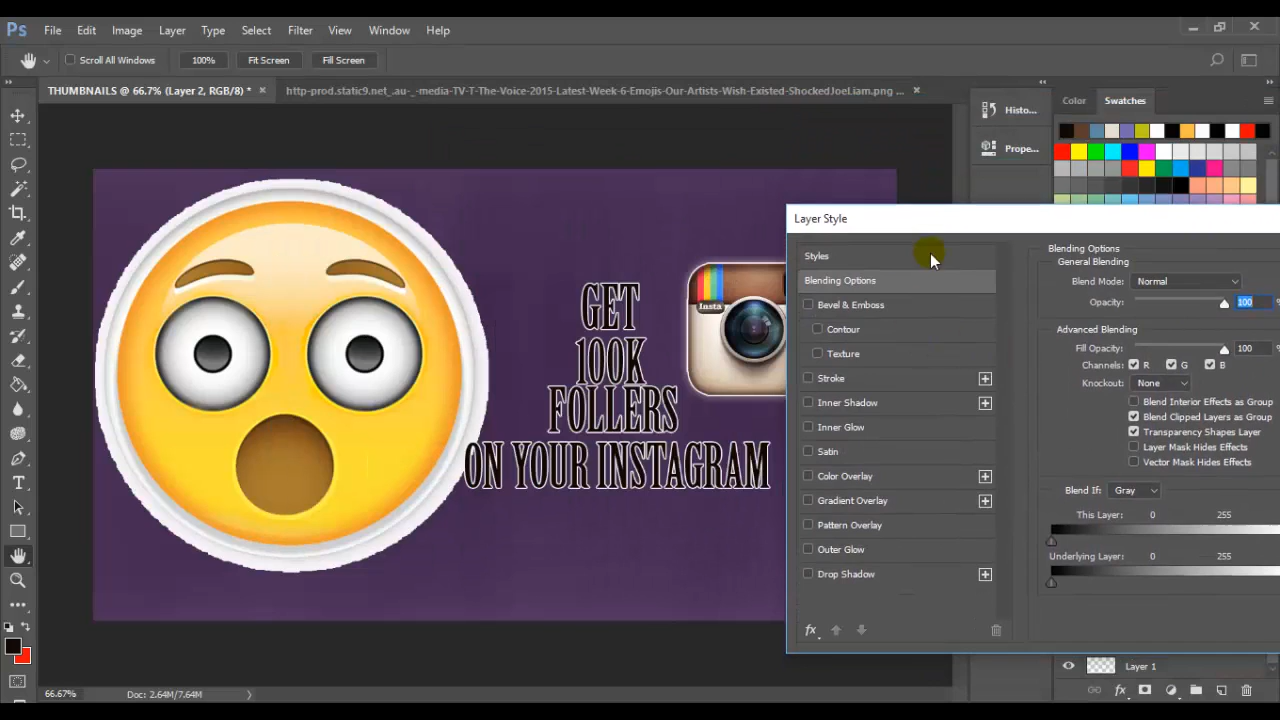 Ps File Edit Image Layer Type Select Filter View Window Help
Scroll All Windows 100% Fit Screen Fill Screen
THUMBNAILS @ 66.7% (Layer 2, RGB/8) * × http-prod.static9.net_.au-_-media-TV-T-The-Voice-2015-Latest-Week-6-Emojis-Our-Artists-Wish-Existed-ShockedJoeLiam.png ... ×
Histo...
Prope...
Color Swatches
GET
100K
FOLLERS
ON YOUR INSTAGRAM
Insta
Layer Style
Styles
Blending Options
Bevel & Emboss
Contour
Texture
Stroke
Inner Shadow
Inner Glow
Satin
Color Overlay
Gradient Overlay
Pattern Overlay
Outer Glow
Drop Shadow
fx
Blending Options
General Blending
Blend Mode: Normal
Opacity: 100 %
Advanced Blending
Fill Opacity: 100
Channels: R G B
Knockout: None
Blend Interior Effects as Group
Blend Clipped Layers as Group
Transparency Shapes Layer
Layer Mask Hides Effects
Vector Mask Hides Effects
Blend If: Gray
This Layer: 0 255
Underlying Layer: 0 255
Layer 1
fx
66.67% Doc: 2.64M/7.64M